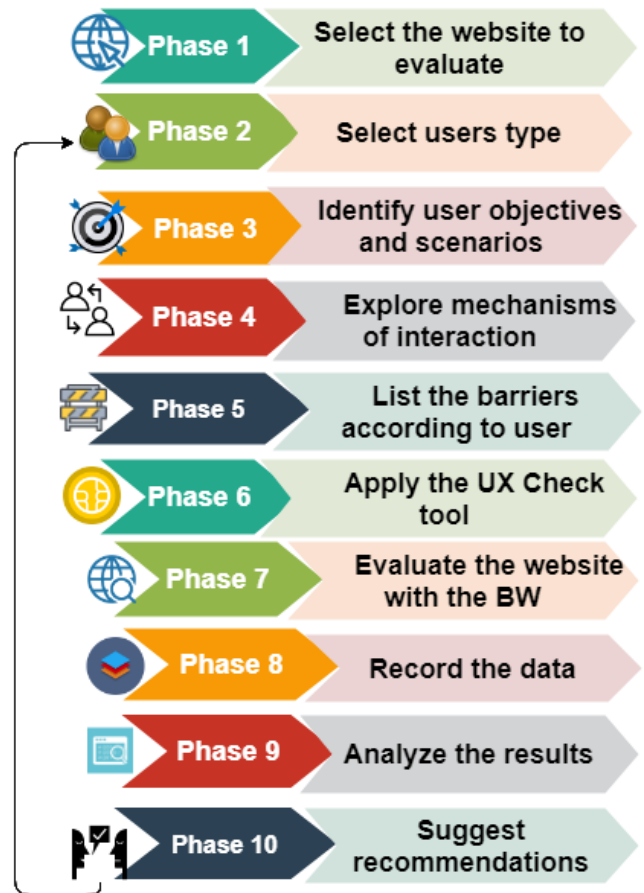 Phase 1
Select the website to
evaluate
Phase 2
Select users type
Phase 3
Identify user objectives
and scenarios
Phase 4
Explore mechanisms
of interaction
Phase 5
List the barriers
according to user
Phase 6
Apply the UX Check
tool
Phase 7
Evaluate the website
with the BW
Phase 8
Record the data
Phase 9
Analyze the results
Phase 10
Suggest
recommendations